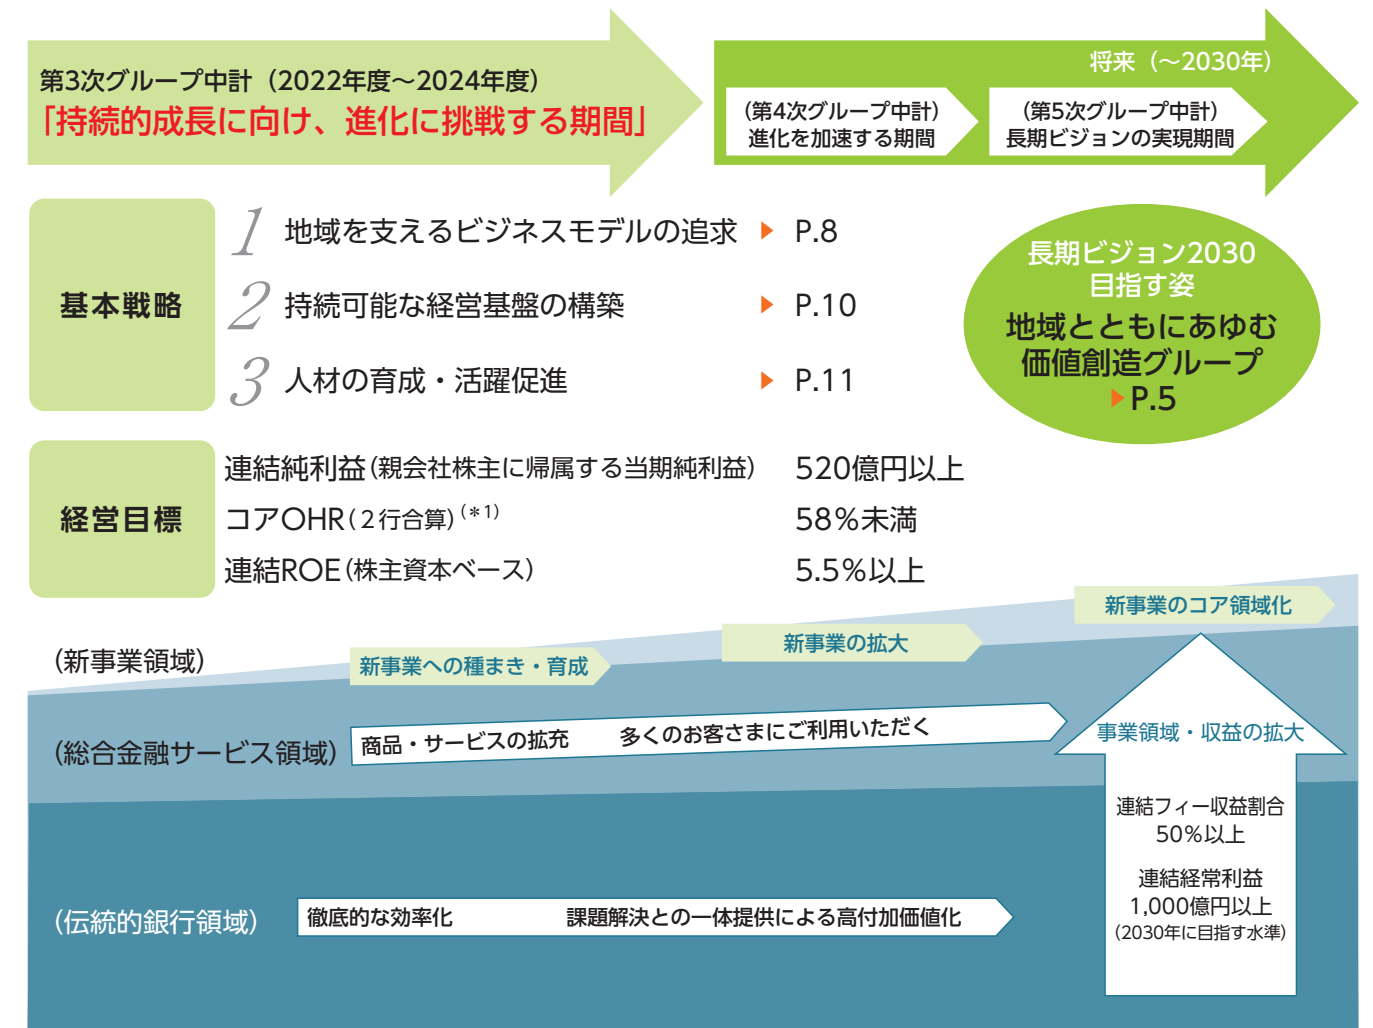 第3次グループ中計（2022年度～2024年度）
「持続的成長に向け、進化に挑戦する期間」
将来（～2030年）
（第4次グループ中計）
進化を加速する期間
（第5次グループ中計）
長期ビジョンの実現期間
基本戦略
1 地域を支えるビジネスモデルの追求 ▶ P.8
2 持続可能な経営基盤の構築 ▶ P.10
3 人材の育成・活躍促進 ▶ P.11
長期ビジョン2030
目指す姿
地域とともにあゆむ
価値創造グループ
▶P.5
経営目標
連結純利益（親会社株主に帰属する当期純利益） 520億円以上
コアOHR（２行合算）（＊1） 58％未満
連結ROE（株主資本ベース） 5.5％以上
（新事業領域）
新事業への種まき・育成
新事業の拡大
新事業のコア領域化
（総合金融サービス領域）
商品・サービスの拡充 多くのお客さまにご利用いただく
事業領域・収益の拡大
連結フィー収益割合
50％以上
連結経常利益
1,000億円以上
（2030年に目指す水準）
（伝統的銀行領域）
徹底的な効率化 課題解決との一体提供による高付加価値化